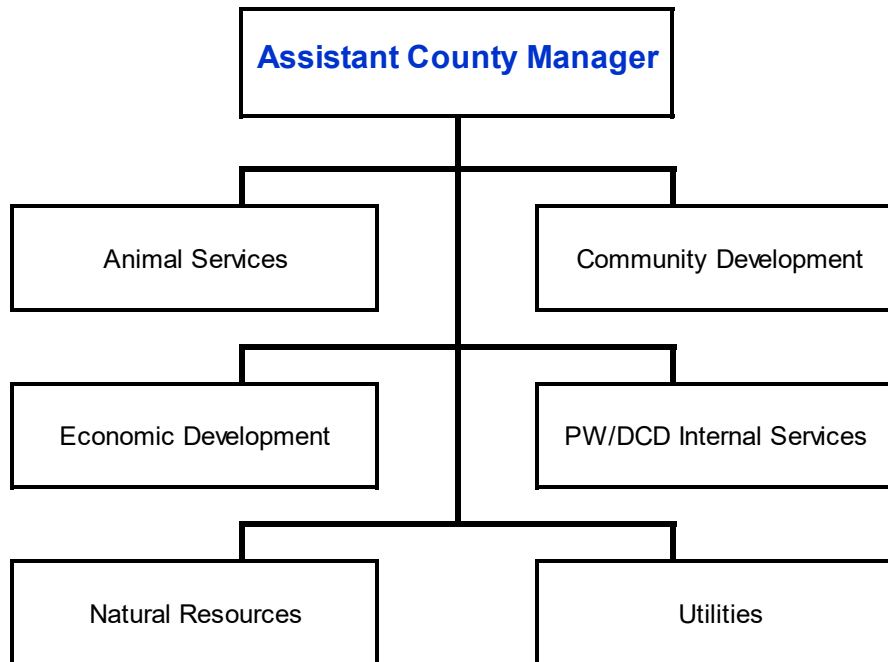 Assistant County Manager
Animal Services
Community Development
Economic Development
PW/DCD Internal Services
Natural Resources
Utilities